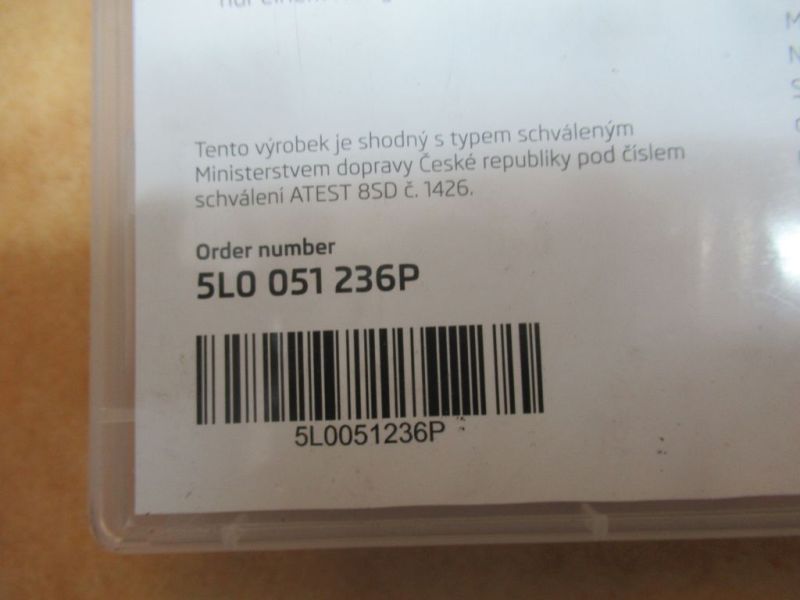 Tento výrobek je shodný s typem schváleným
Ministerstvem dopravy České republiky pod číslem
schválení ATEST 8SD č. 1426.
Order number
5L0 051 236P
5L0051236P